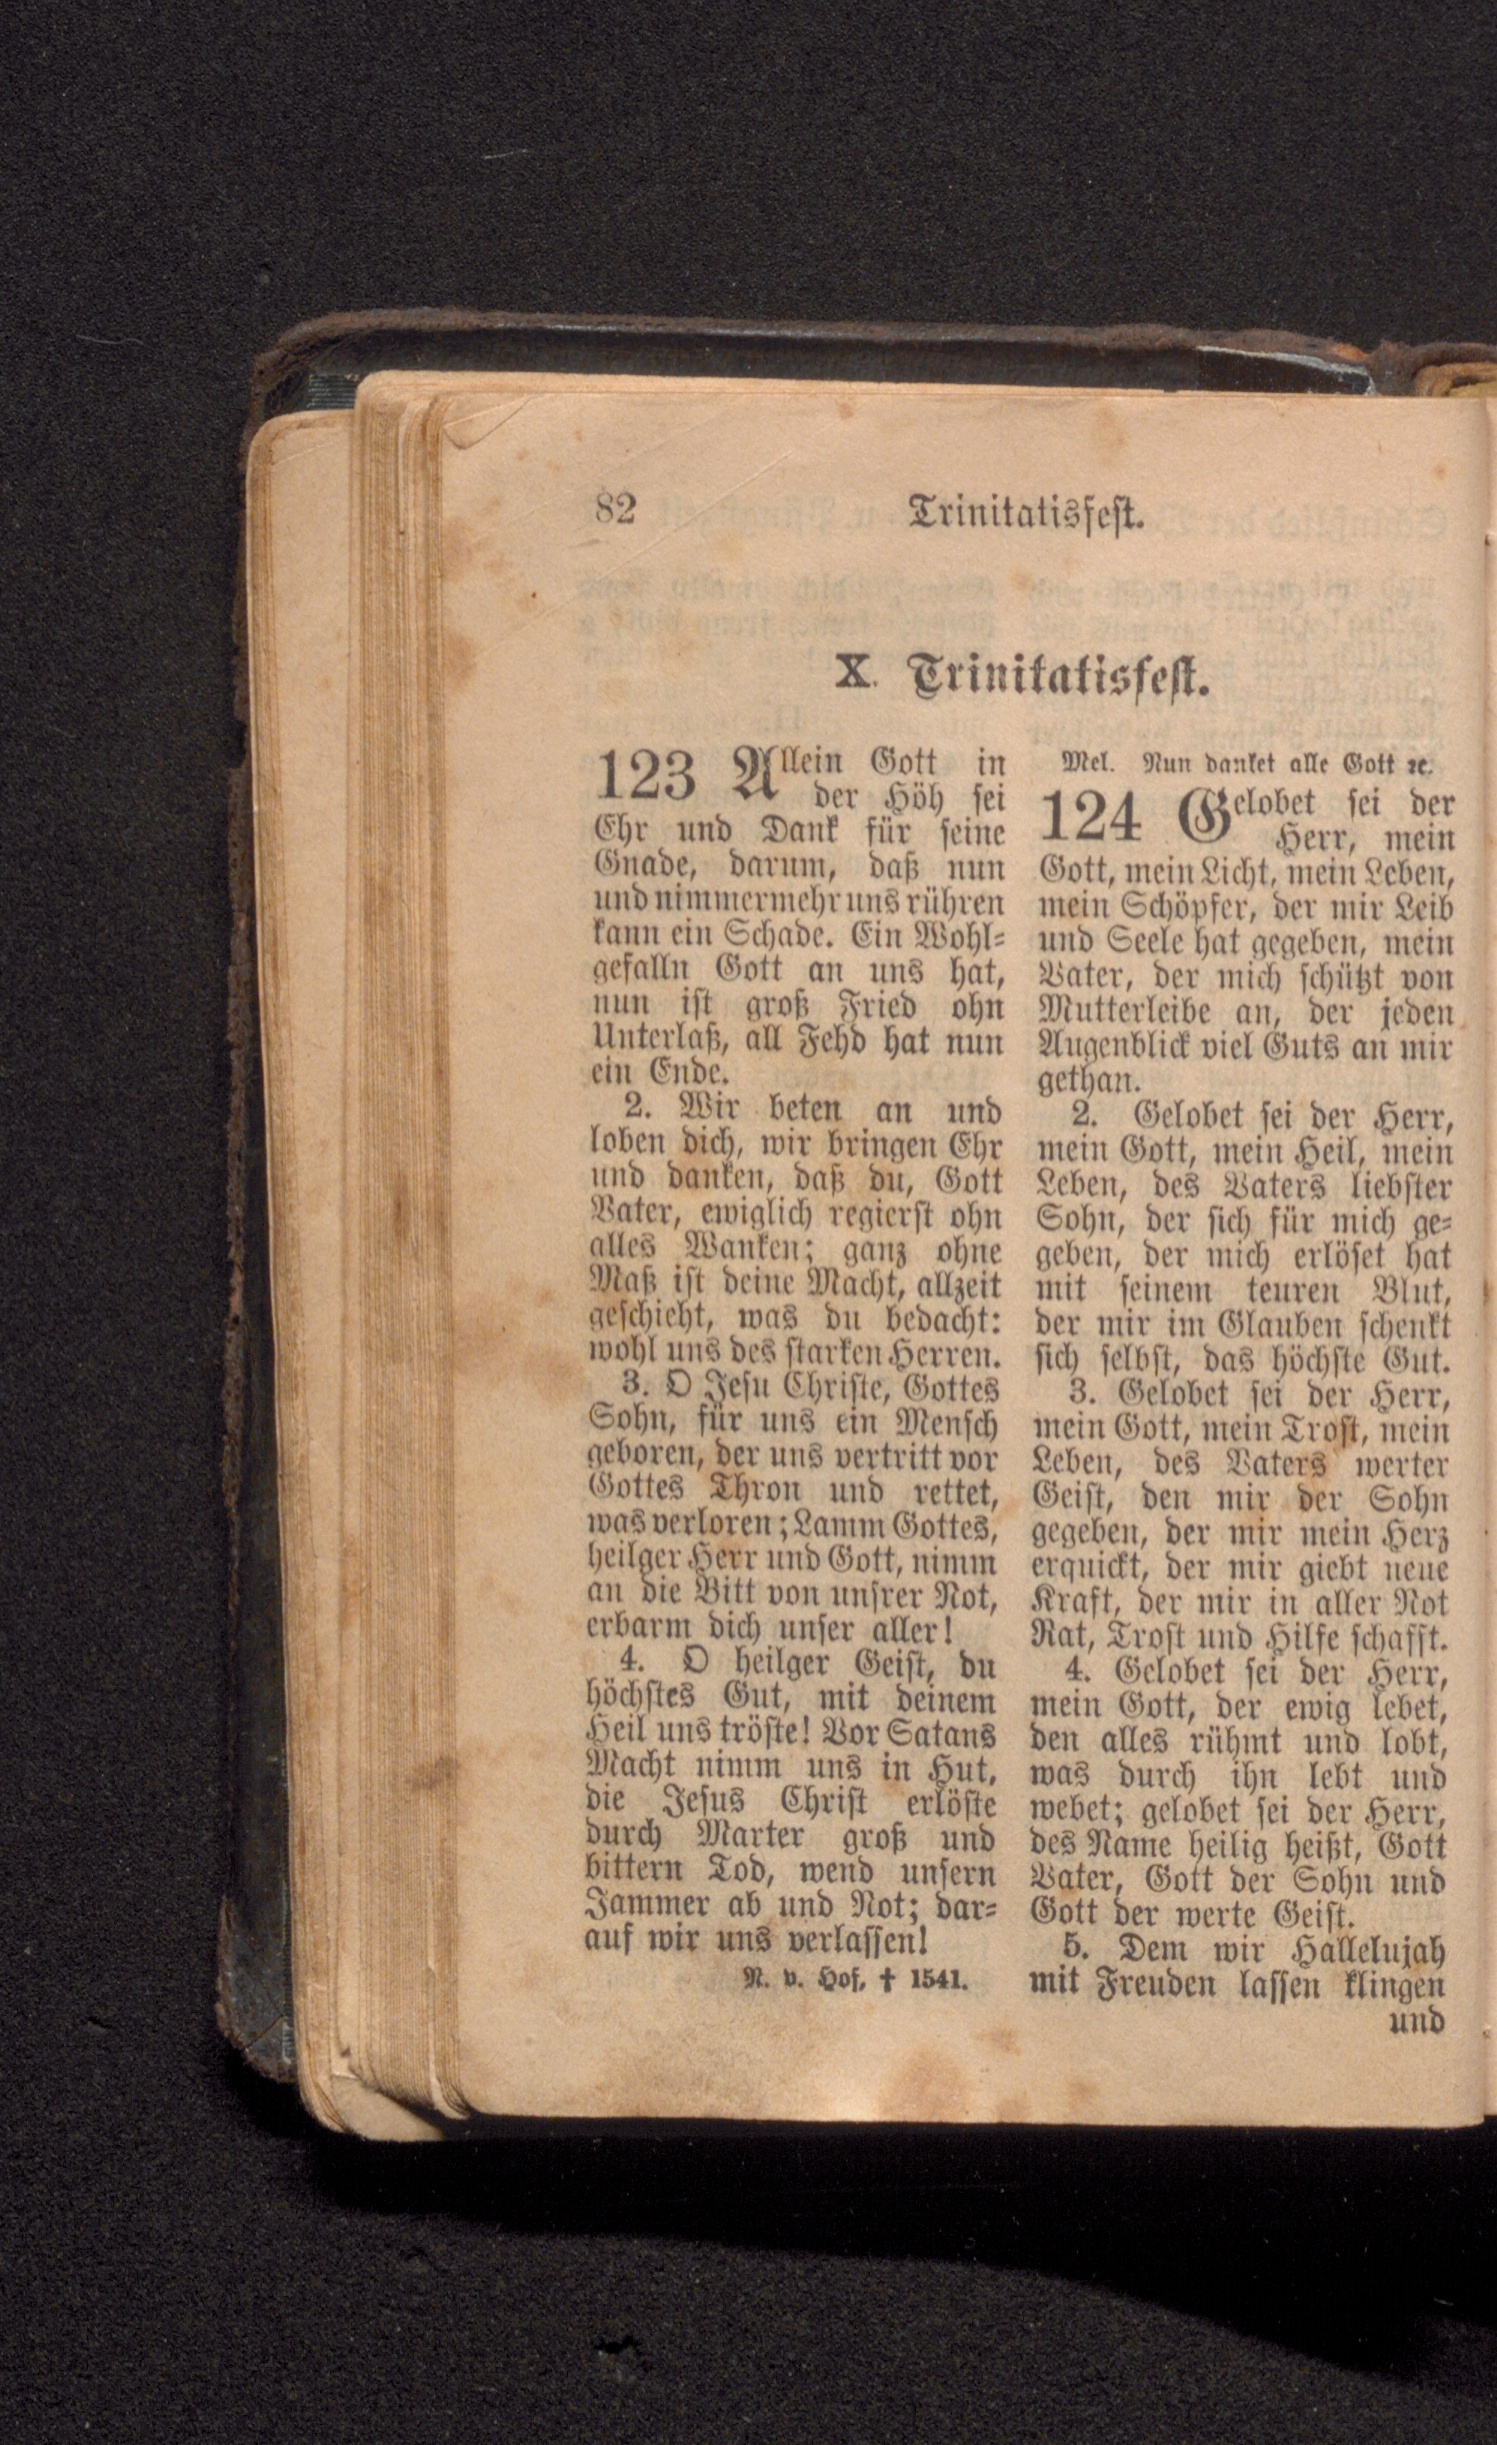 82 Trinitatisfest.
X. Trinitatisfest.
123 Allein Gott in
der Höh sei
Ehr und Dank für seine
Gnade, darum, daß nun
und nimmermehr uns rühren
kann ein Schade. Ein Wohl-
gefalln Gott an uns hat,
nun ist groß Fried ohn
Unterlaß, all Fehd hat nun
ein Ende.
2. Wir beten an und
loben dich, wir bringen Ehr
und danken, daß du, Gott
Vater, ewiglich regierst ohn
alles Wanken; ganz ohne
Maß ist deine Macht, allzeit
geschieht, was du bedacht:
wohl uns des starken Herren.
3. O Jesu Christe, Gottes
Sohn, für uns ein Mensch
geboren, der uns vertritt vor
Gottes Thron und rettet,
was verloren; Lamm Gottes,
heilger Herr und Gott, nimm
an die Bitt von unsrer Not,
erbarm dich unser aller!
4. O heilger Geist, du
höchstes Gut, mit deinem
Heil uns tröste! Vor Satans
Macht nimm uns in Hut,
die Jesus Christ erlöste
durch Marter groß und
bittern Tod, wend unsern
Jammer ab und Not; dar-
auf wir uns verlassen!
N. v. Hof, † 1541.
Mel. Nun danket alle Gott ꝛc.
124 Gelobet sei der
Herr, mein
Gott, mein Licht, mein Leben,
mein Schöpfer, der mir Leib
und Seele hat gegeben, mein
Vater, der mich schützt von
Mutterleibe an, der jeden
Augenblick viel Guts an mir
gethan.
2. Gelobet sei der Herr,
mein Gott, mein Heil, mein
Leben, des Vaters liebster
Sohn, der sich für mich ge-
geben, der mich erlöset hat
mit seinem teuren Blut,
der mir im Glauben schenkt
sich selbst, das höchste Gut.
3. Gelobet sei der Herr,
mein Gott, mein Trost, mein
Leben, des Vaters werter
Geist, den mir der Sohn
gegeben, der mir mein Herz
erquickt, der mir giebt neue
Kraft, der mir in aller Not
Rat, Trost und Hilfe schafft.
4. Gelobet sei der Herr,
mein Gott, der ewig lebet,
den alles rühmt und lobt,
was durch ihn lebt und
webet; gelobet sei der Herr,
des Name heilig heißt, Gott
Vater, Gott der Sohn und
Gott der werte Geist.
5. Dem wir Hallelujah
mit Freuden lassen klingen
und